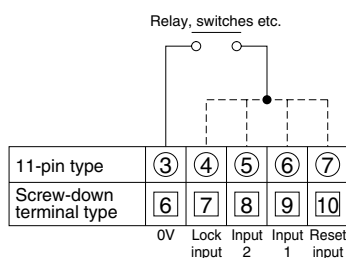 Relay, switches etc.
11-pin type 3 4 5 6 7
Screw-down
terminal type 6 7 8 9 10
0V Lock input Input 2 Input 1 Reset input